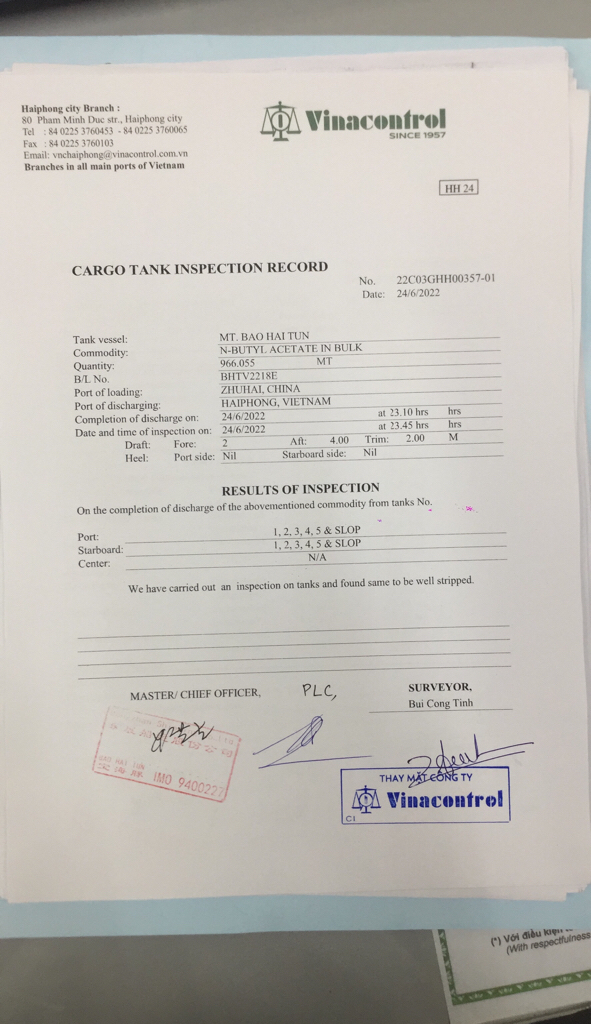 Haiphong city Branch :
80 Pham Minh Duc str., Haiphong city
Tel : 84 0225 3760453 - 84 0225 3760065
Fax : 84 0225 3760103
Email: vnchaiphong@vinacontrol.com.vn
Branches in all main ports of Vietnam
Vinacontrol
SINCE 1957
HH 24
CARGO TANK INSPECTION RECORD
No. 22C03GHH00357-01
Date: 24/6/2022
Tank vessel: MT. BAO HAI TUN
Commodity: N-BUTYL ACETATE IN BULK
Quantity: 966.055 MT
B/L No. BHTV2218E
Port of loading: ZHUHAI, CHINA
Port of discharging: HAIPHONG, VIETNAM
Completion of discharge on: 24/6/2022 at 23.10 hrs hrs
Date and time of inspection on: 24/6/2022 at 23.45 hrs hrs
Draft: Fore: 2 Aft: 4.00 Trim: 2.00 M
Heel: Port side: Nil Starboard side: Nil
RESULTS OF INSPECTION
On the completion of discharge of the abovementioned commodity from tanks No.
Port: 1, 2, 3, 4, 5 & SLOP
Starboard: 1, 2, 3, 4, 5 & SLOP
Center: N/A
We have carried out an inspection on tanks and found same to be well stripped.
MASTER/ CHIEF OFFICER, PLC, SURVEYOR,
Bui Cong Tinh
BAO HAI TUN
IMO 9400227
THAY MẶT CÔNG TY
Vinacontrol
CI
(*) Với điều kiện
(With respectfulness